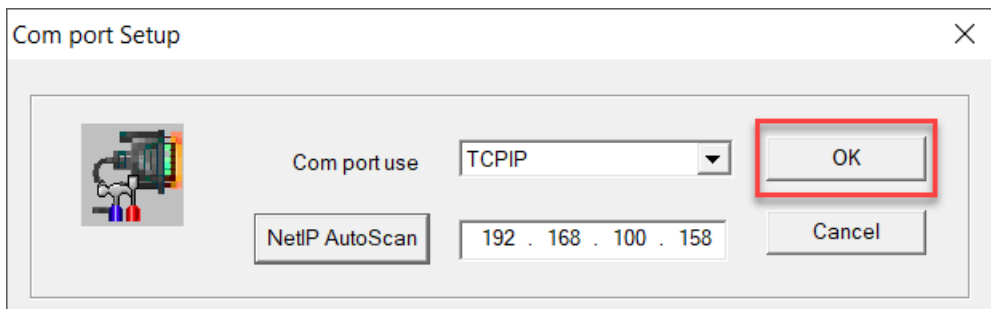 Com port Setup
Com port use TCPIP OK
NetIP AutoScan 192 . 168 . 100 . 158 Cancel